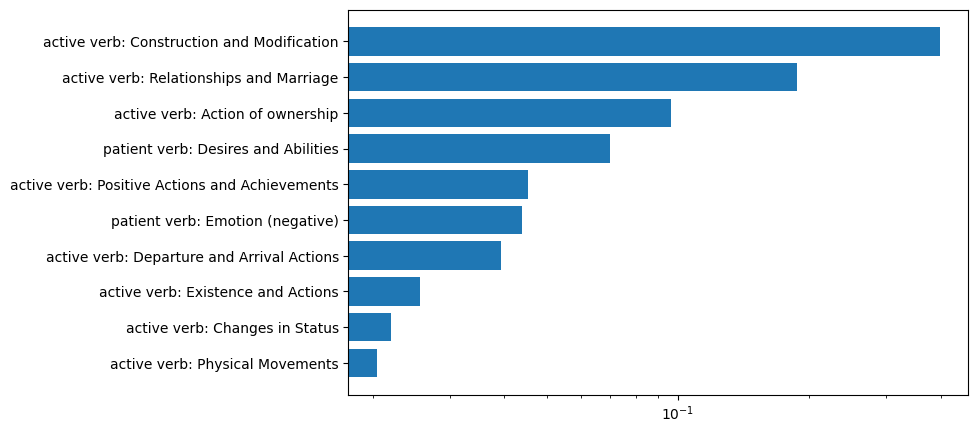 active verb: Construction and Modification
active verb: Relationships and Marriage
active verb: Action of ownership
patient verb: Desires and Abilities
active verb: Positive Actions and Achievements
patient verb: Emotion (negative)
active verb: Departure and Arrival Actions
active verb: Existence and Actions
active verb: Changes in Status
active verb: Physical Movements
10⁻¹